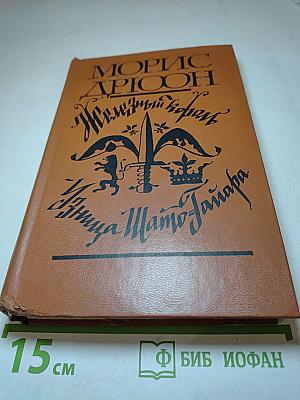 МОРИС
ДРЮОН
Железный король
Узница Шато-Гайара
15 см
Ф БИБ ИОФАН